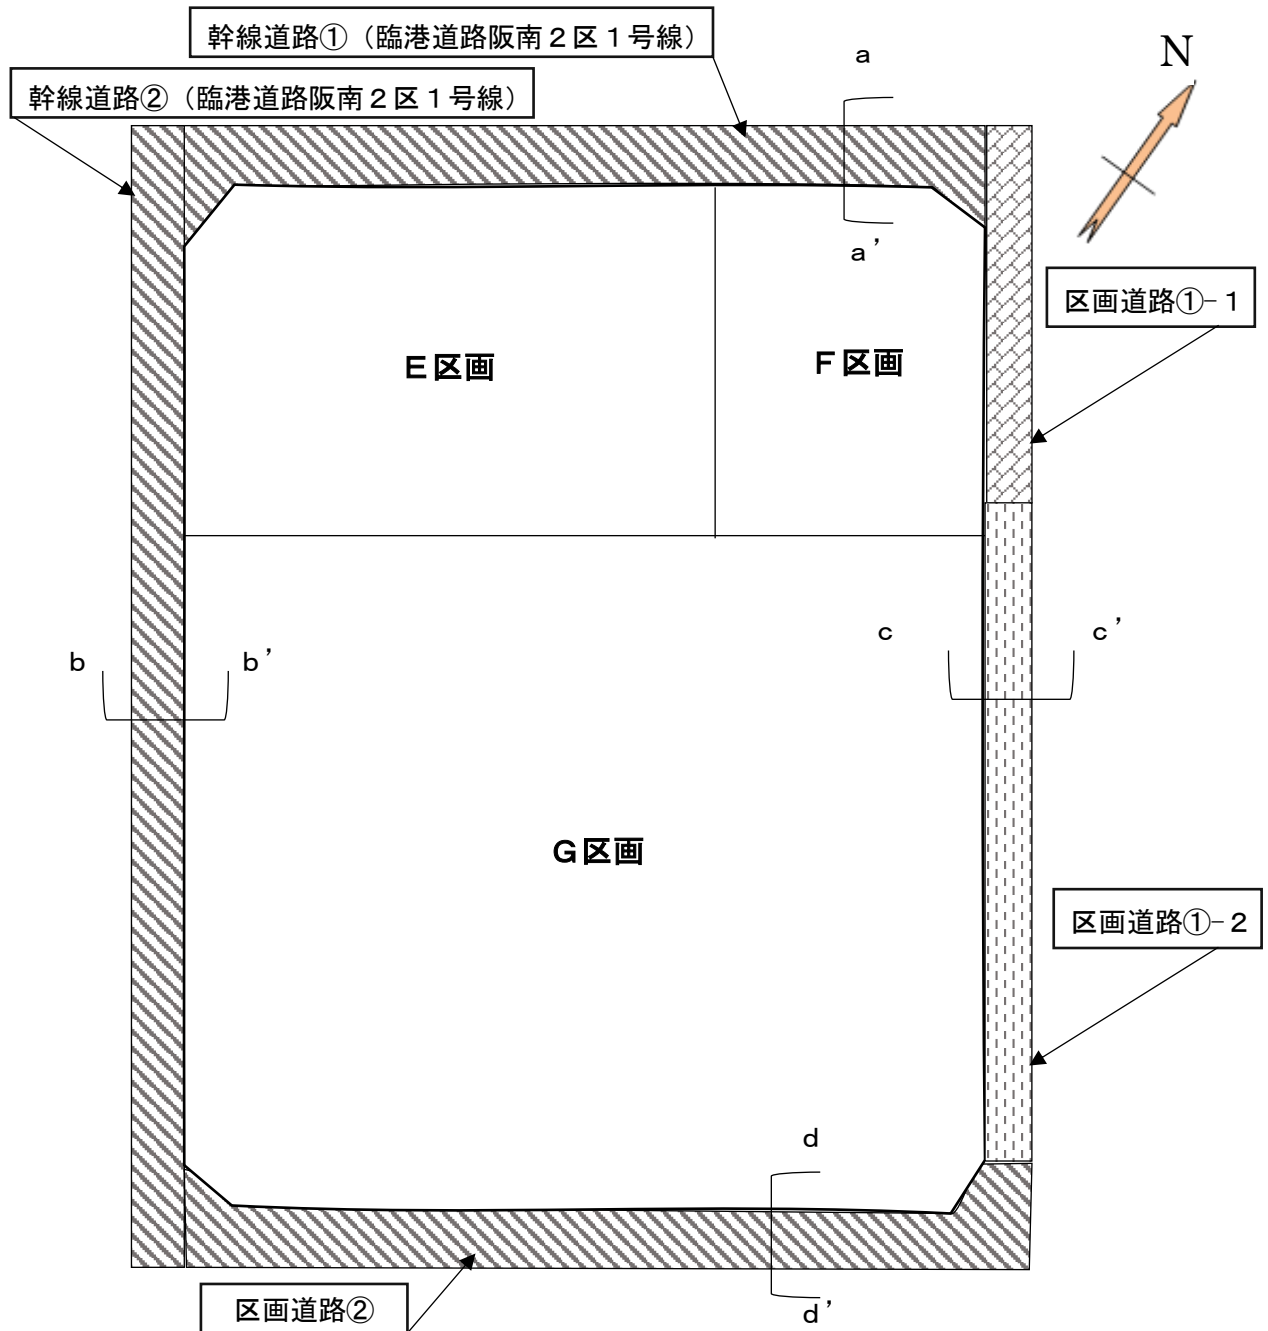 幹線道路①（臨港道路阪南２区１号線）
a
N
幹線道路②（臨港道路阪南２区１号線）
a’
区画道路①-１
Ｅ区画
Ｆ区画
b
b’
c
c’
Ｇ区画
区画道路①-２
d
区画道路②
d’